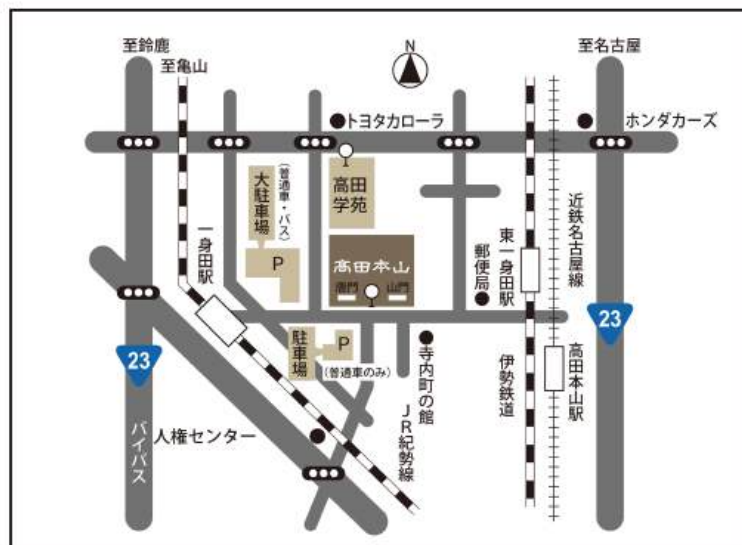 至鈴鹿
至亀山
N
至名古屋
トヨタカローラ
ホンダカーズ
大駐車場
(普通車・バス)
P
高田
学苑
高田本山
唐門
山門
一身田駅
郵便局
東一身田駅
近鉄名古屋線
23
23
バイパス
駐車場
P
(普通車のみ)
寺内町の館
JR紀勢線
伊勢鉄道
高田本山駅
人権センター